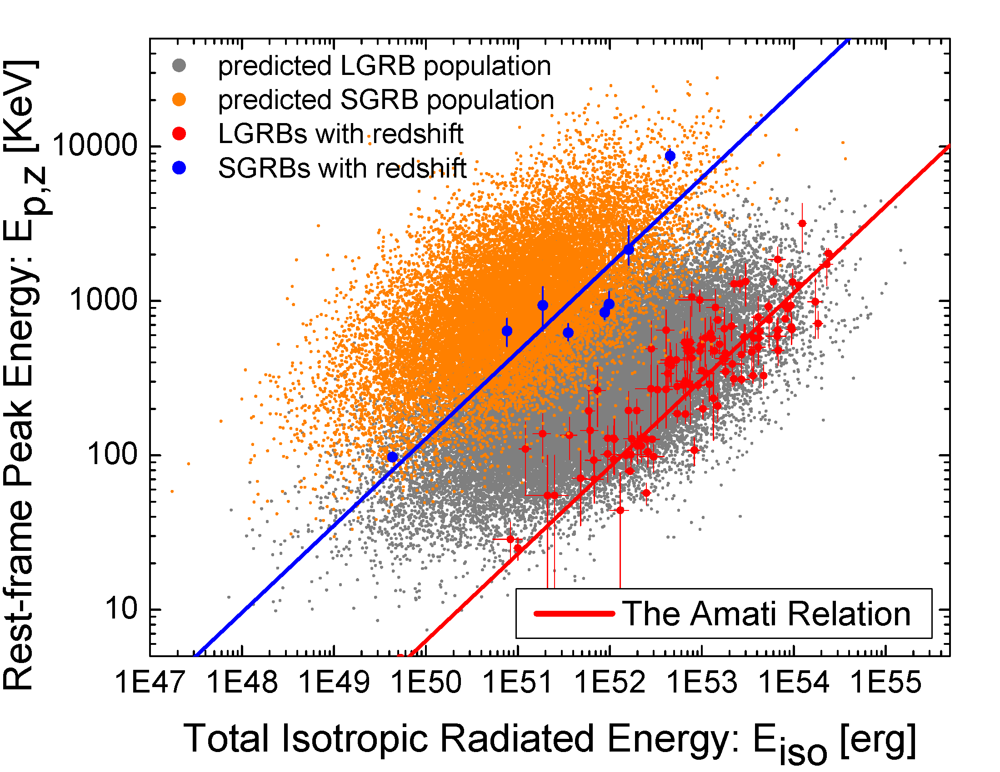 predicted LGRB population
predicted SGRB population
LGRBs with redshift
SGRBs with redshift
Rest-frame Peak Energy: Ep,z [KeV]
10000
1000
100
10
The Amati Relation
1E47 1E48 1E49 1E50 1E51 1E52 1E53 1E54 1E55
Total Isotropic Radiated Energy: Eiso [erg]